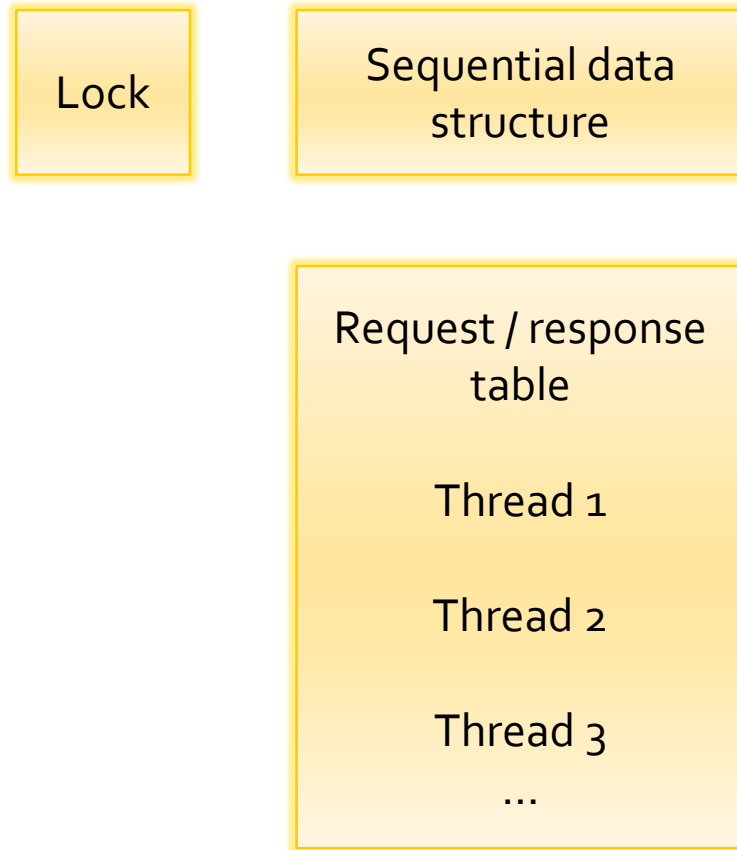 Lock
Sequential data
structure
Request / response
table
Thread 1
Thread 2
Thread 3
...